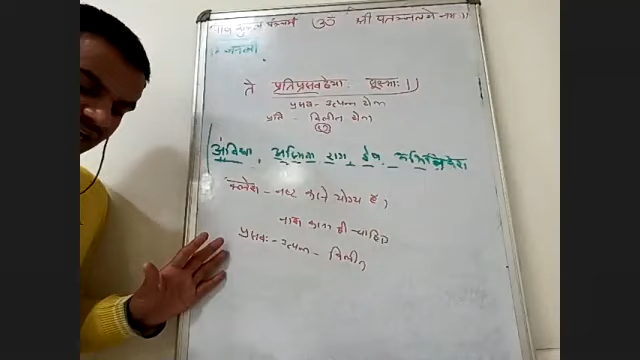 ॐ श्री पतञ्जलये नमः ॥
ते प्रतिप्रसवहेया: सूक्ष्माः ॥
प्रसव - उत्पन्न होना
प्रति - विलीन होना
अविद्या, अस्मिता राग, द्वेष, अभिनिवेश
क्लेश - नष्ट करने योग्य है,
नाश करना ही चाहिए
प्रसवः - उत्पन्न - विलीन